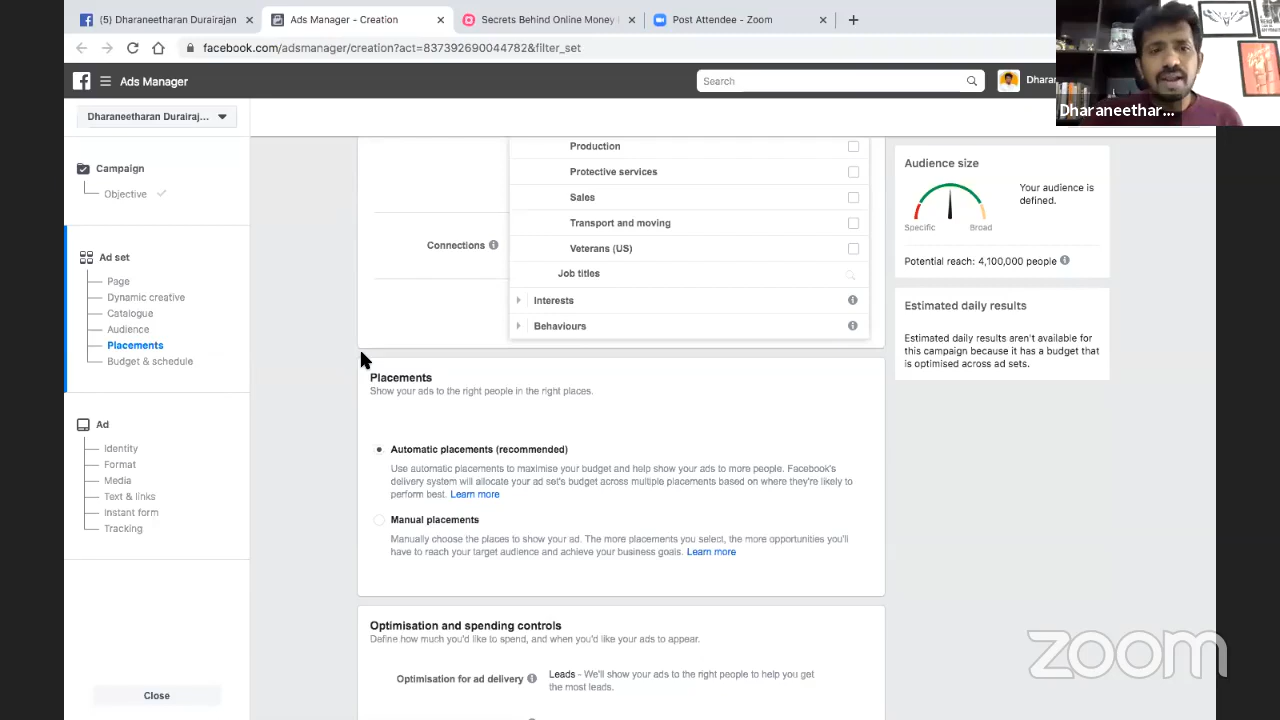 (5) Dharaneetharan Durairajan
Ads Manager - Creation
Secrets Behind Online Money
Post Attendee - Zoom
facebook.com/adsmanager/creation?act=837392690044782&filter_set
Ads Manager
Search
Dharan
Dharaneethar...
Dharaneetharan Durairaj...
Campaign
Objective
Ad set
Page
Dynamic creative
Catalogue
Audience
Placements
Budget & schedule
Ad
Identity
Format
Media
Text & links
Instant form
Tracking
Close
Production
Protective services
Sales
Transport and moving
Connections
Veterans (US)
Job titles
Interests
Behaviours
Placements
Show your ads to the right people in the right places.
Automatic placements (recommended)
Use automatic placements to maximise your budget and help show your ads to more people. Facebook's
delivery system will allocate your ad set's budget across multiple placements based on where they're likely to
perform best. Learn more
Manual placements
Manually choose the places to show your ad. The more placements you select, the more opportunities you'll
have to reach your target audience and achieve your business goals. Learn more
Optimisation and spending controls
Define how much you'd like to spend, and when you'd like your ads to appear.
Optimisation for ad delivery
Leads - We'll show your ads to the right people to help you get
the most leads.
Audience size
Your audience is
defined.
Specific
Broad
Potential reach: 4,100,000 people
Estimated daily results
Estimated daily results aren't available for
this campaign because it has a budget that
is optimised across ad sets.
zoom